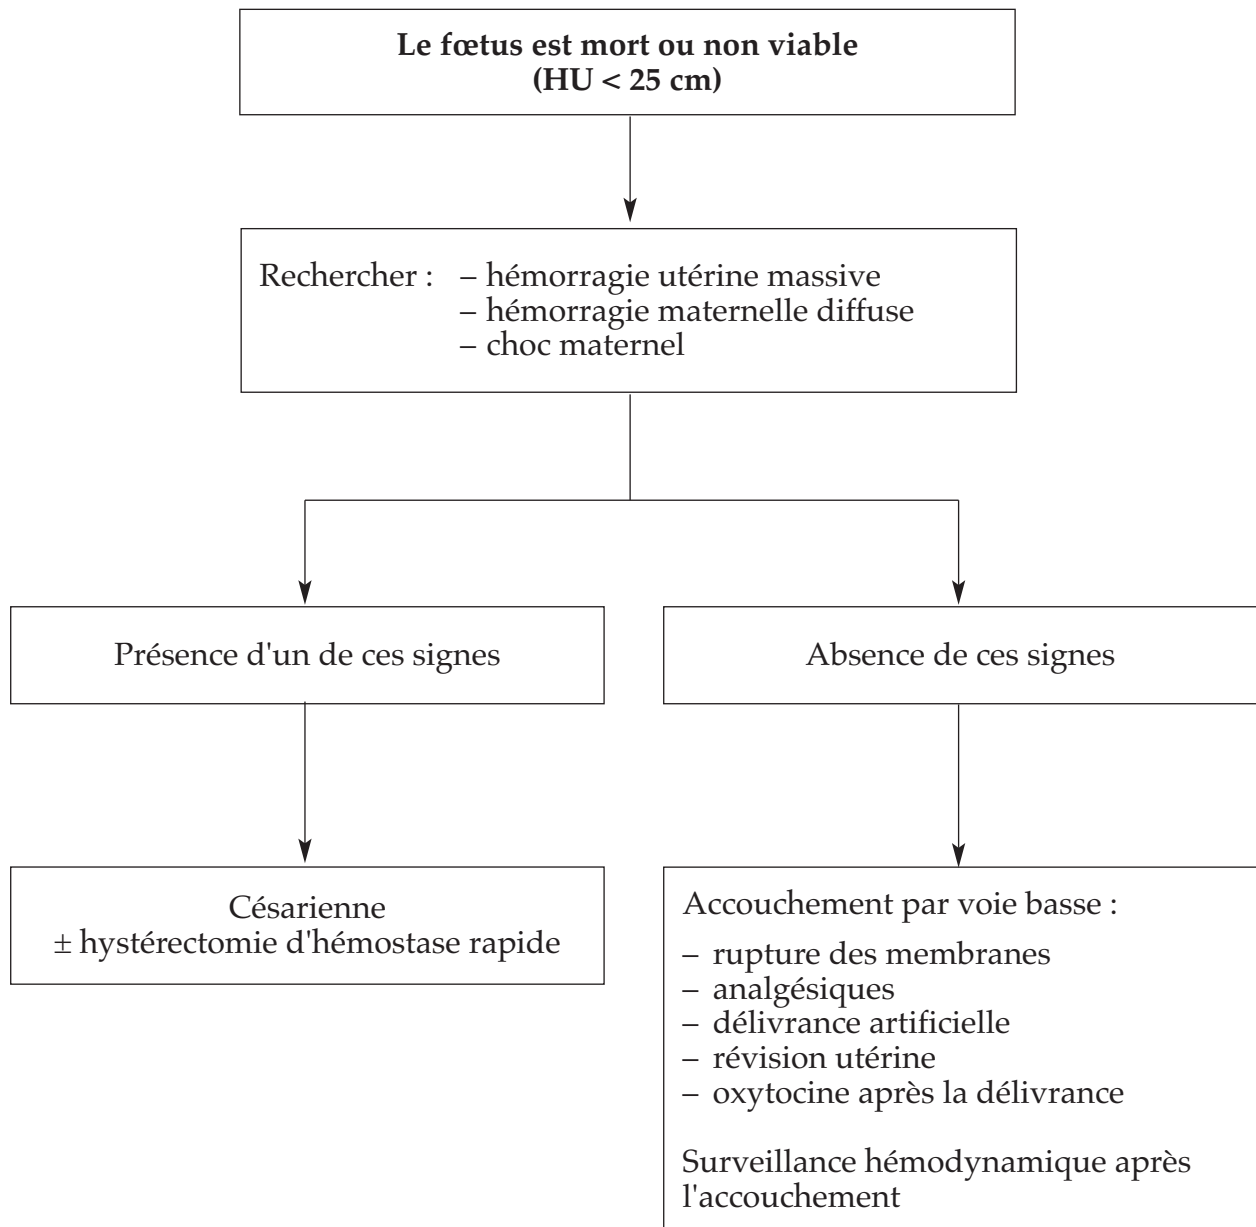 Le fœtus est mort ou non viable
(HU < 25 cm)
Rechercher : – hémorragie utérine massive
– hémorragie maternelle diffuse
– choc maternel
Présence d'un de ces signes
Absence de ces signes
Césarienne
± hystérectomie d'hémostase rapide
Accouchement par voie basse :
– rupture des membranes
– analgésiques
– délivrance artificielle
– révision utérine
– oxytocine après la délivrance
Surveillance hémodynamique après
l'accouchement